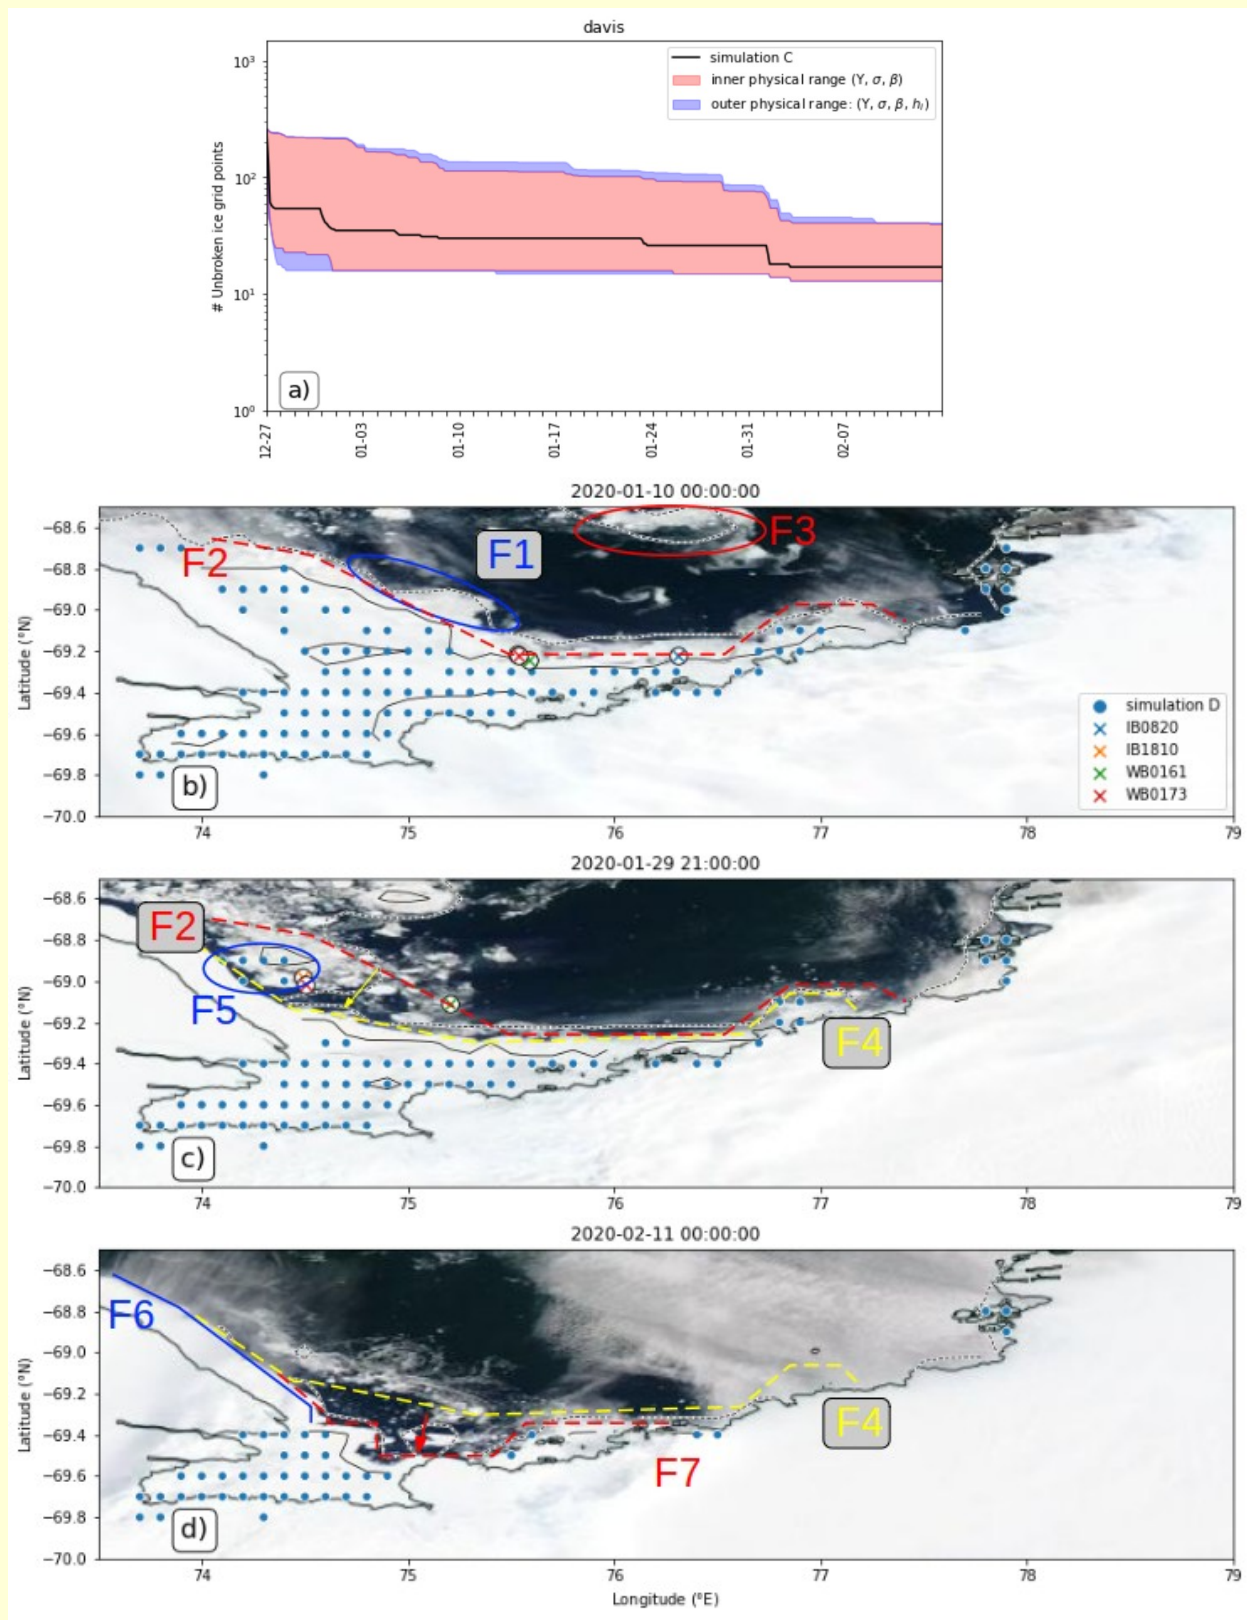 davis
simulation C
inner physical range (Y, σ, β)
outer physical range: (Y, σ, β, hᵢ)
# Unbroken ice grid points
10³
10²
10¹
10⁰
a)
12-27
01-03
01-10
01-17
01-24
01-31
02-07
2020-01-10 00:00:00
Latitude (°N)
−68.6
−68.8
−69.0
−69.2
−69.4
−69.6
−69.8
−70.0
F2
F1
F3
simulation D
IB0820
IB1810
WB0161
WB0173
b)
74
75
76
77
78
79
2020-01-29 21:00:00
Latitude (°N)
−68.6
−68.8
−69.0
−69.2
−69.4
−69.6
−69.8
−70.0
F2
F5
F4
c)
74
75
76
77
78
79
2020-02-11 00:00:00
Latitude (°N)
−68.6
−68.8
−69.0
−69.2
−69.4
−69.6
−69.8
−70.0
F6
F4
F7
d)
74
75
76
77
78
79
Longitude (°E)